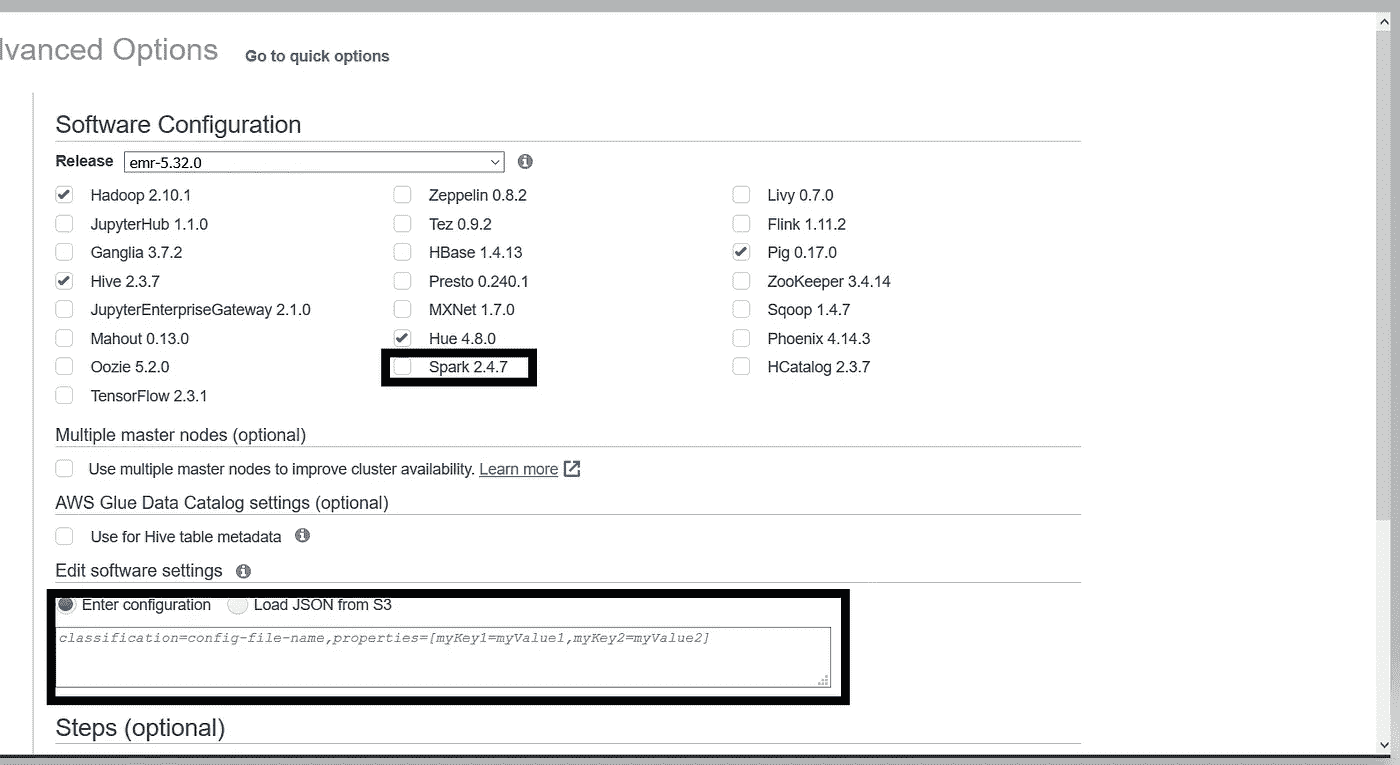 dvanced Options Go to quick options
Software Configuration
Release emr-5.32.0
Hadoop 2.10.1 Zeppelin 0.8.2 Livy 0.7.0
JupyterHub 1.1.0 Tez 0.9.2 Flink 1.11.2
Ganglia 3.7.2 HBase 1.4.13 Pig 0.17.0
Hive 2.3.7 Presto 0.240.1 ZooKeeper 3.4.14
JupyterEnterpriseGateway 2.1.0 MXNet 1.7.0 Sqoop 1.4.7
Mahout 0.13.0 Hue 4.8.0 Phoenix 4.14.3
Oozie 5.2.0 Spark 2.4.7 HCatalog 2.3.7
TensorFlow 2.3.1
Multiple master nodes (optional)
Use multiple master nodes to improve cluster availability. Learn more
AWS Glue Data Catalog settings (optional)
Use for Hive table metadata
Edit software settings
Enter configuration Load JSON from S3
classification=config-file-name,properties=[myKey1=myValue1,myKey2=myValue2]
Steps (optional)